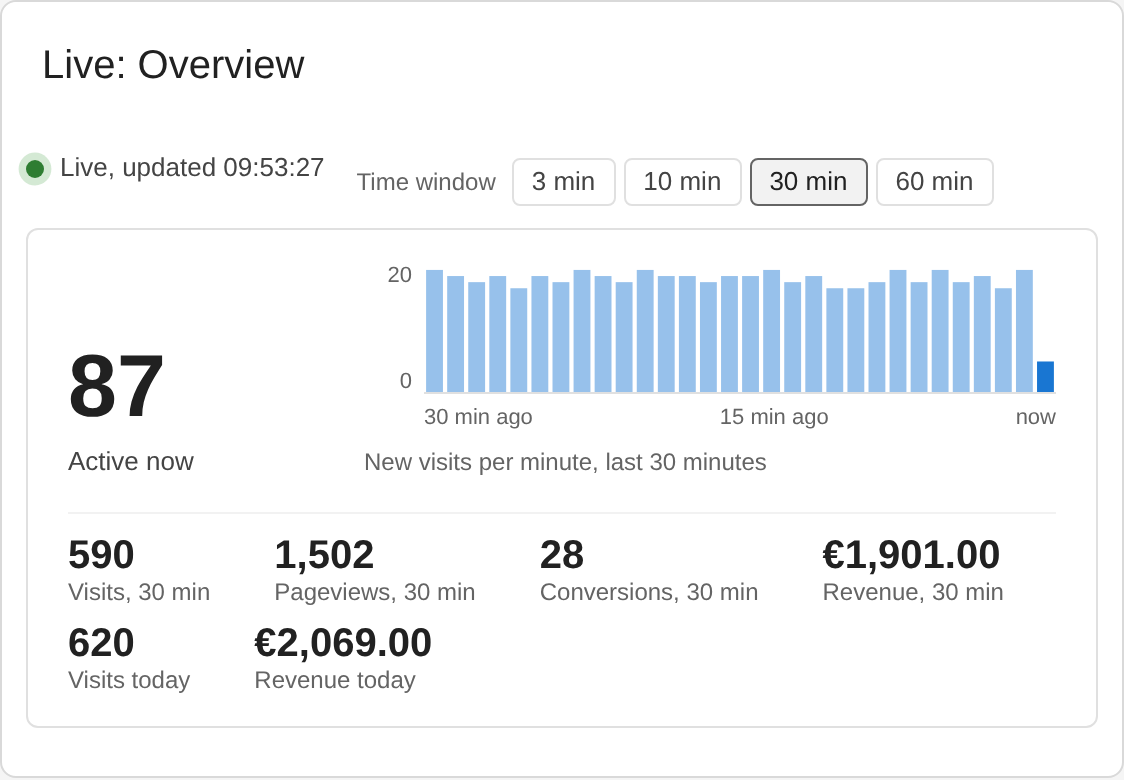 Live: Overview
Live, updated 09:53:27
Time window 3 min 10 min 30 min 60 min
20
0
30 min ago 15 min ago now
87
Active now
New visits per minute, last 30 minutes
590 1,502 28 €1,901.00
Visits, 30 min Pageviews, 30 min Conversions, 30 min Revenue, 30 min
620 €2,069.00
Visits today Revenue today